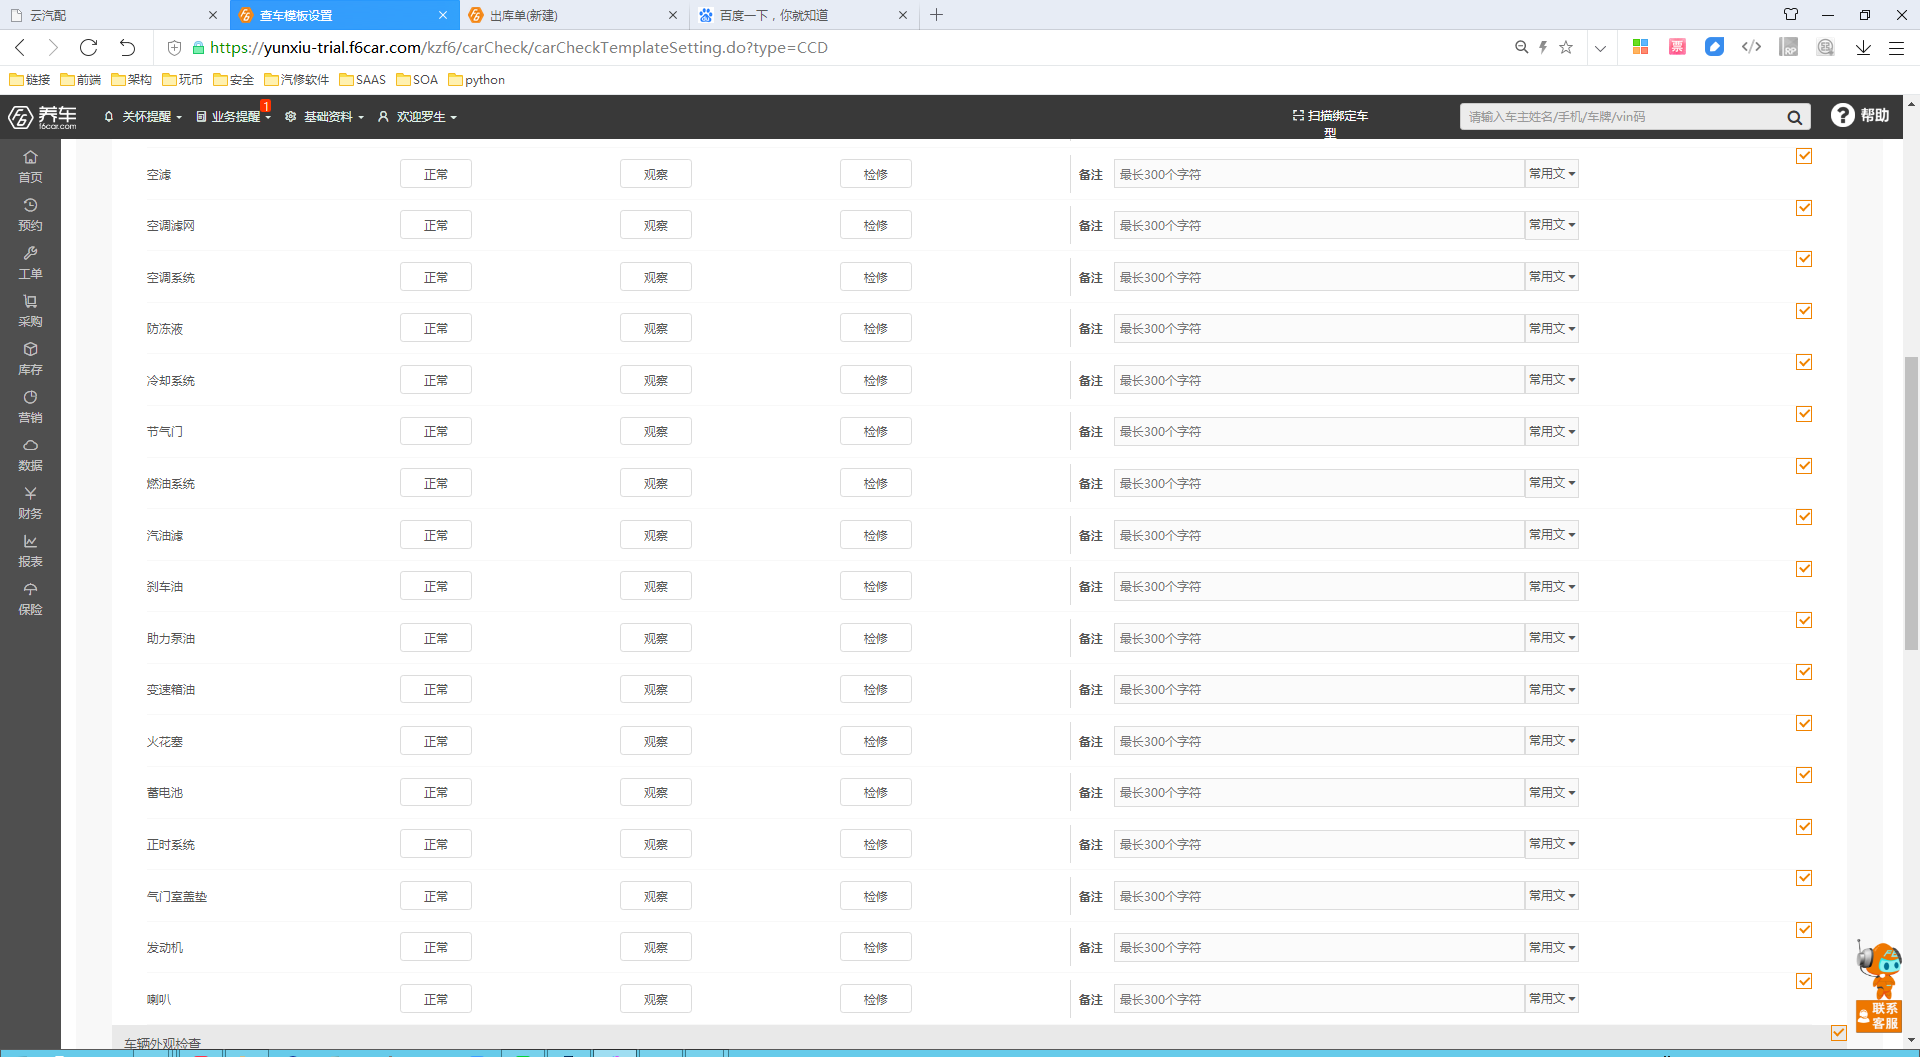 云汽配
查车模板设置
出库单(新建)
百度一下，你就知道
https://yunxiu-trial.f6car.com/kzf6/carCheck/carCheckTemplateSetting.do?type=CCD
票
RP
链接 前端 架构 玩币 安全 汽修软件 SAAS SOA python
F6 养车 f6car.com
关怀提醒 业务提醒 1 基础资料 欢迎罗生
扫描绑定车型
请输入车主姓名/手机/车牌/vin码
? 帮助
首页
预约
工单
采购
库存
营销
数据
财务
报表
保险
空滤 正常 观察 检修 备注 最长300个字符 常用文
空调滤网 正常 观察 检修 备注 最长300个字符 常用文
空调系统 正常 观察 检修 备注 最长300个字符 常用文
防冻液 正常 观察 检修 备注 最长300个字符 常用文
冷却系统 正常 观察 检修 备注 最长300个字符 常用文
节气门 正常 观察 检修 备注 最长300个字符 常用文
燃油系统 正常 观察 检修 备注 最长300个字符 常用文
汽油滤 正常 观察 检修 备注 最长300个字符 常用文
刹车油 正常 观察 检修 备注 最长300个字符 常用文
助力泵油 正常 观察 检修 备注 最长300个字符 常用文
变速箱油 正常 观察 检修 备注 最长300个字符 常用文
火花塞 正常 观察 检修 备注 最长300个字符 常用文
蓄电池 正常 观察 检修 备注 最长300个字符 常用文
正时系统 正常 观察 检修 备注 最长300个字符 常用文
气门室盖垫 正常 观察 检修 备注 最长300个字符 常用文
发动机 正常 观察 检修 备注 最长300个字符 常用文
喇叭 正常 观察 检修 备注 最长300个字符 常用文
车辆外观检查
联系
客服